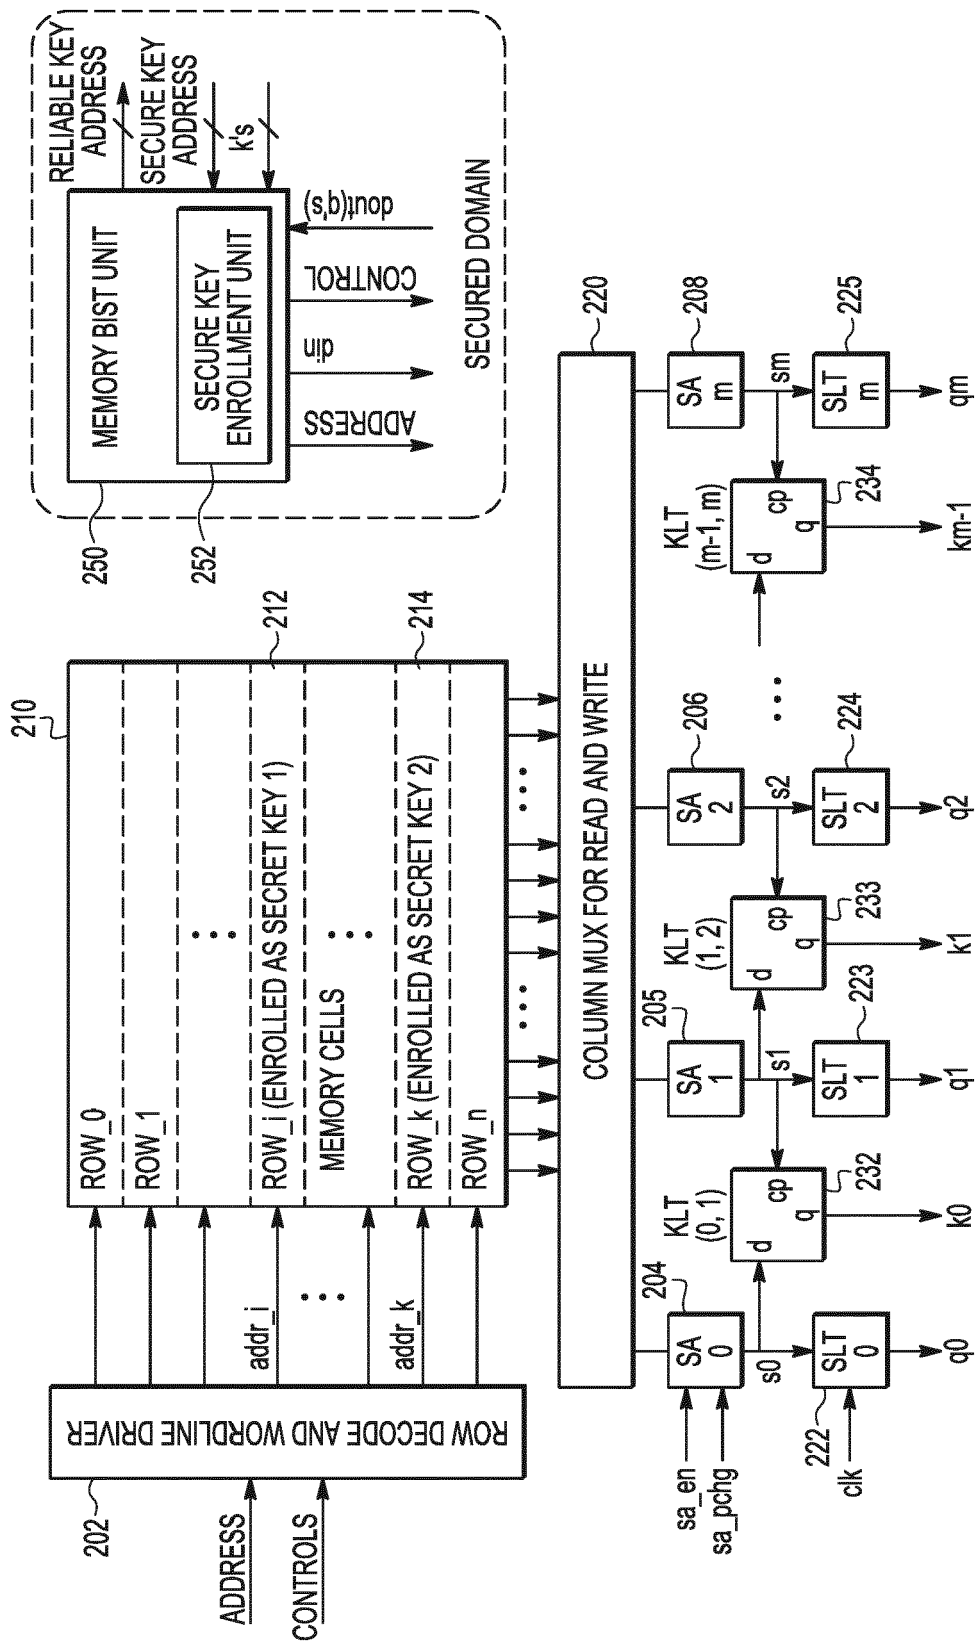 ADDRESS
CONTROLS
202
ROW DECODE AND WORDLINE DRIVER
addr_i
addr_k
210
ROW_0
ROW_1
ROW_i (ENROLLED AS SECRET KEY 1)
212
MEMORY CELLS
ROW_k (ENROLLED AS SECRET KEY 2)
214
ROW_n
250
MEMORY BIST UNIT
252
SECURE KEY
ENROLLMENT UNIT
RELIABLE KEY
ADDRESS
SECURE KEY
ADDRESS
k's
ADDRESS
din
CONTROL
dout(q's)
SECURED DOMAIN
COLUMN MUX FOR READ AND WRITE
220
sa_en
sa_pchg
SA
0
204
SA
1
205
SA
2
206
SA
m
208
s0
s1
s2
sm
KLT
(0, 1)
d
cp
q
232
KLT
(1, 2)
d
cp
q
233
KLT
(m-1, m)
d
cp
q
234
clk
222
SLT
0
SLT
1
223
SLT
2
224
SLT
m
225
q0
k0
q1
k1
q2
km-1
qm